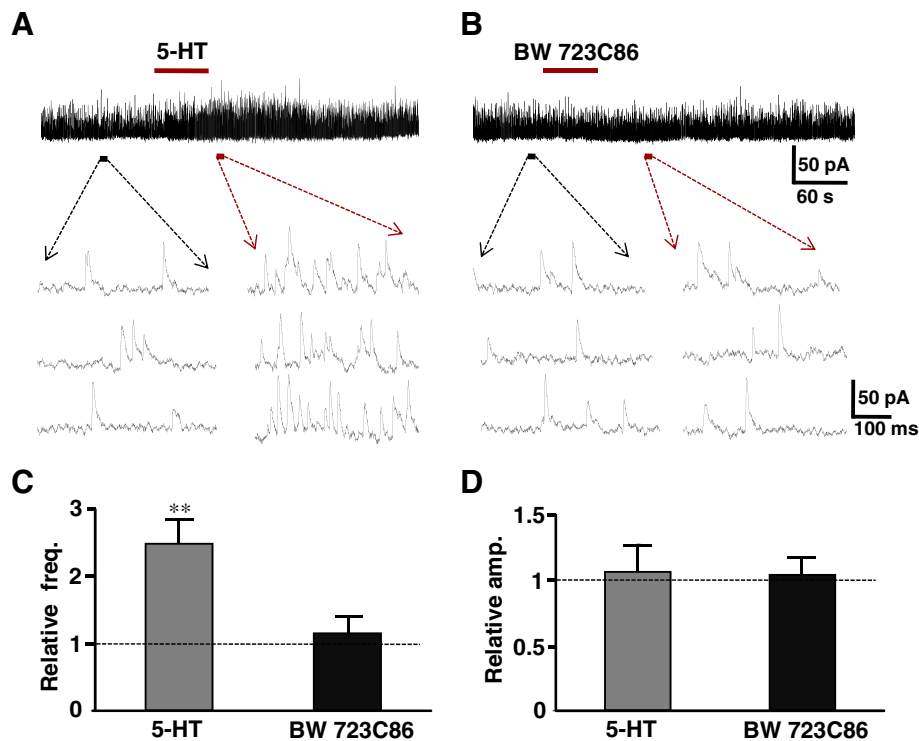 A
5-HT
B
BW 723C86
50 pA
60 s
50 pA
100 ms
C
3
2
1
0
Relative freq.
**
5-HT
BW 723C86
D
1.5
1
0.5
0
Relative amp.
5-HT
BW 723C86